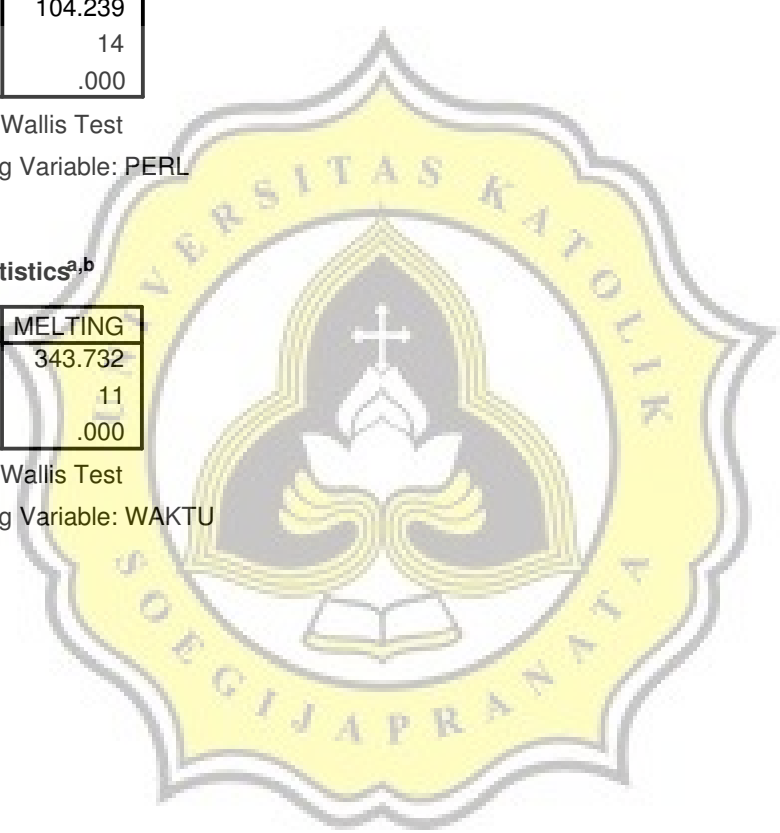 104.239
14
.000
Wallis Test
g Variable: PERL
tistics a,b
MELTING
343.732
11
.000
Wallis Test
g Variable: WAKTU
UNIVERSITAS KATOLIK
SOEGIJAPRANATA